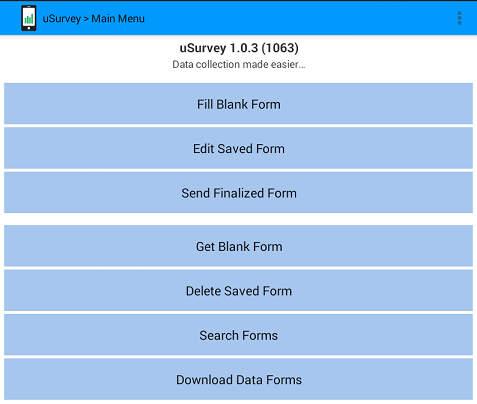 uSurvey > Main Menu
uSurvey 1.0.3 (1063)
Data collection made easier...
Fill Blank Form
Edit Saved Form
Send Finalized Form
Get Blank Form
Delete Saved Form
Search Forms
Download Data Forms